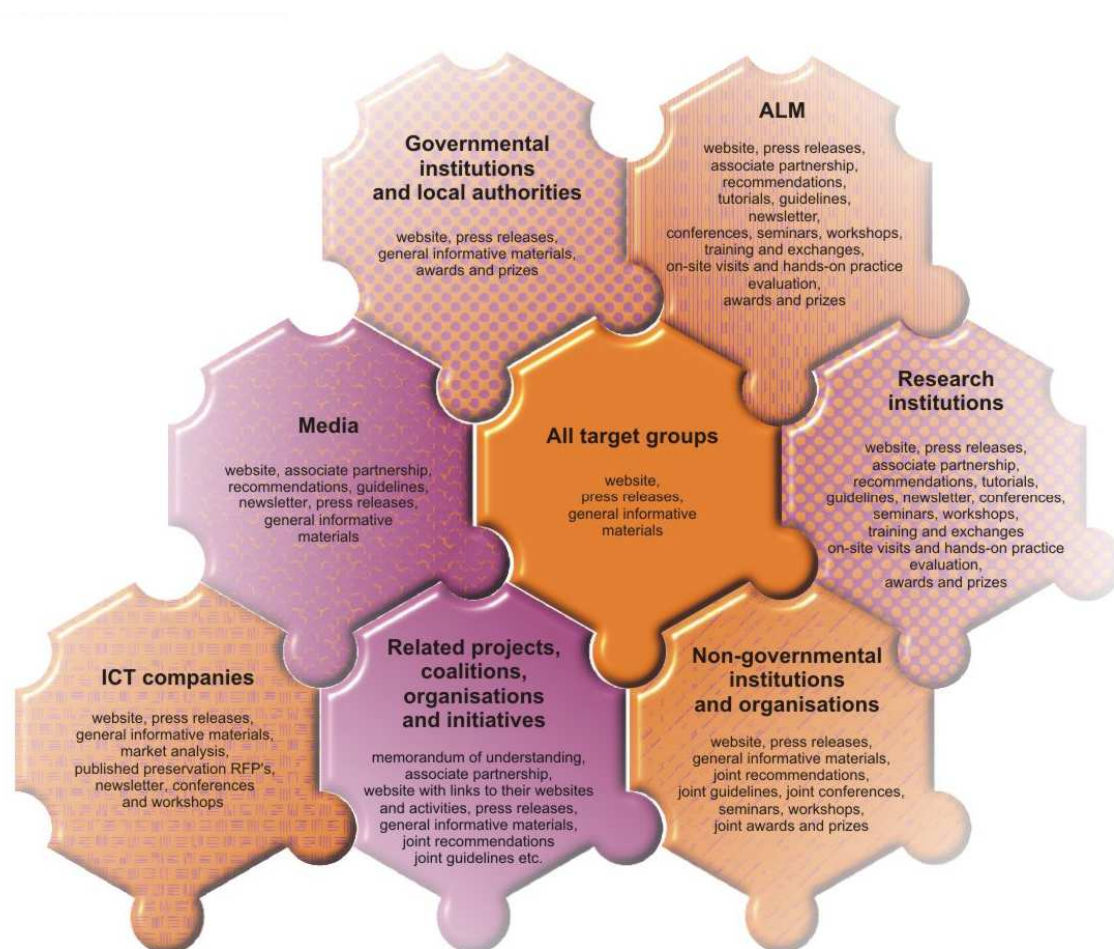 Governmental
institutions
and local authorities
website, press releases,
general informative materials,
awards and prizes
ALM
website, press releases,
associate partnership,
recommendations,
tutorials, guidelines,
newsletter,
conferences, seminars, workshops,
training and exchanges,
on-site visits and hands-on practice
evaluation,
awards and prizes
Media
website, associate partnership,
recommendations, guidelines,
newsletter, press releases,
general informative
materials
All target groups
website,
press releases,
general informative
materials
Research
institutions
website, press releases,
associate partnership,
recommendations, tutorials,
guidelines, newsletter, conferences,
seminars, workshops,
training and exchanges
on-site visits and hands-on practice
evaluation,
awards and prizes
ICT companies
website, press releases,
general informative materials,
market analysis,
published preservation RFP's,
newsletter, conferences
and workshops
Related projects,
coalitions,
organisations
and initiatives
memorandum of understanding,
associate partnership,
website with links to their websites
and activities, press releases,
general informative materials,
joint recommendations
joint guidelines etc.
Non-governmental
institutions
and organisations
website, press releases,
general informative materials,
joint recommendations,
joint guidelines, joint conferences,
seminars, workshops,
joint awards and prizes